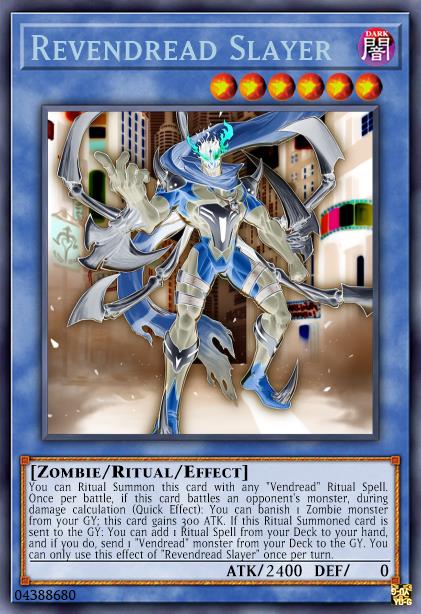 Revendread Slayer
DARK
闇
[Zombie/Ritual/Effect]
You can Ritual Summon this card with any "Vendread" Ritual Spell.
Once per battle, if this card battles an opponent's monster, during
damage calculation (Quick Effect): You can banish 1 Zombie monster
from your GY; this card gains 300 ATK. If this Ritual Summoned card is
sent to the GY: You can add 1 Ritual Spell from your Deck to your hand,
and if you do, send 1 "Vendread" monster from your Deck to the GY. You
can only use this effect of "Revendread Slayer" once per turn.
ATK/2400 DEF/ 0
04388680